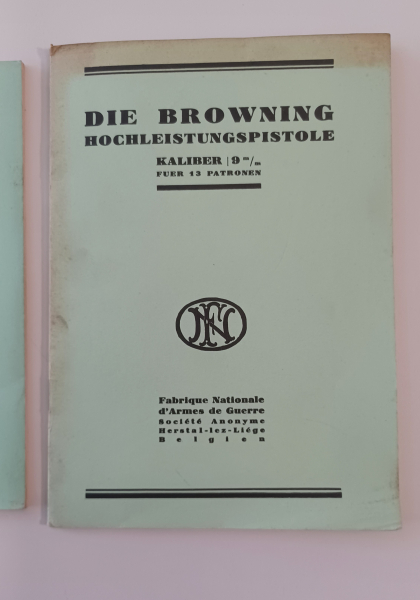 DIE BROWNING
HOCHLEISTUNGSPISTOLE
KALIBER | 9 m/m
FUER 13 PATRONEN
FN
Fabrique Nationale
d'Armes de Guerre
Société Anonyme
Herstal-lez-Liége
Belgien